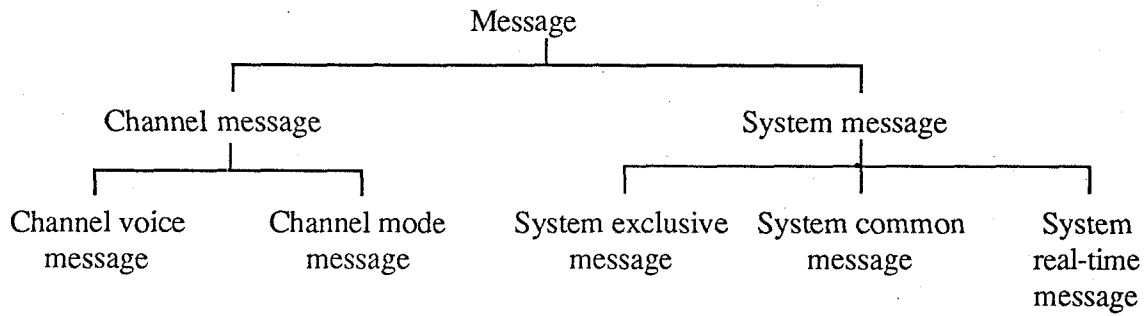 Message
Channel message
System message
Channel voice
message
Channel mode
message
System exclusive
message
System common
message
System
real-time
message